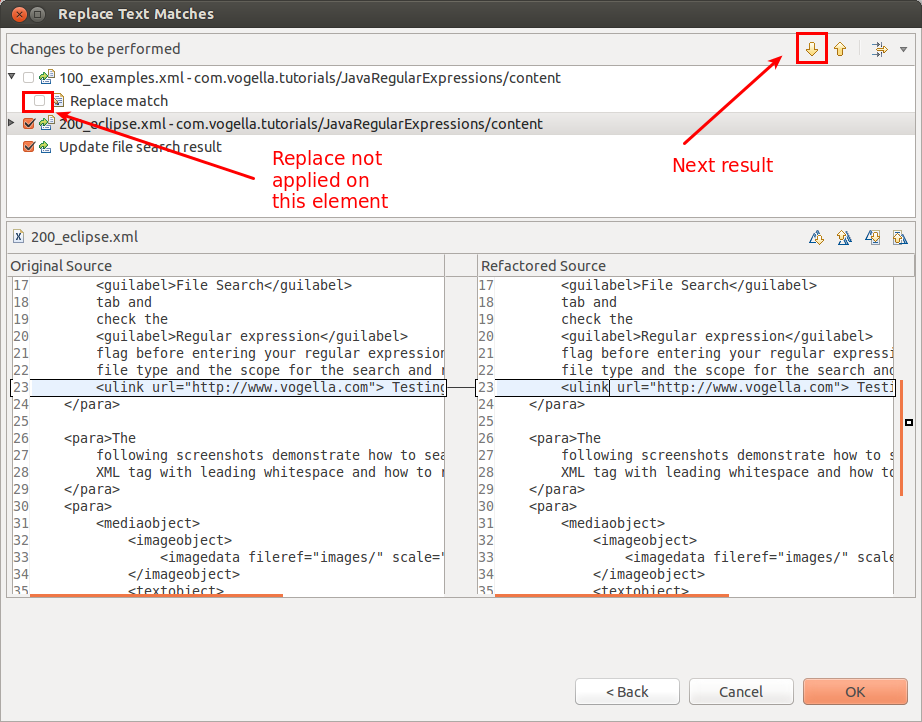 Replace Text Matches
Changes to be performed
100_examples.xml - com.vogella.tutorials/JavaRegularExpressions/content
Replace match
200_eclipse.xml - com.vogella.tutorials/JavaRegularExpressions/content
Update file search result
Replace not
applied on
this element
Next result
200_eclipse.xml
Original Source
17 <guilabel>File Search</guilabel>
18 tab and
19 check the
20 <guilabel>Regular expression</guilabel>
21 flag before entering your regular expression
22 file type and the scope for the search and
23 <ulink url="http://www.vogella.com"> Testing
24 </para>
25
26 <para>The
27 following screenshots demonstrate how to sea
28 XML tag with leading whitespace and how to
29 </para>
30 <para>
31 <mediaobject>
32 <imageobject>
33 <imagedata fileref="images/" scale="
34 </imageobject>
35 <textobject>
Refactored Source
17 <guilabel>File Search</guilabel>
18 tab and
19 check the
20 <guilabel>Regular expression</guilabel>
21 flag before entering your regular expressi
22 file type and the scope for the search and
23 <ulink url="http://www.vogella.com"> Testi
24 </para>
25
26 <para>The
27 following screenshots demonstrate how to s
28 XML tag with leading whitespace and how to
29 </para>
30 <para>
31 <mediaobject>
32 <imageobject>
33 <imagedata fileref="images/" scale
34 </imageobject>
35 <textobject>
< Back
Cancel
OK